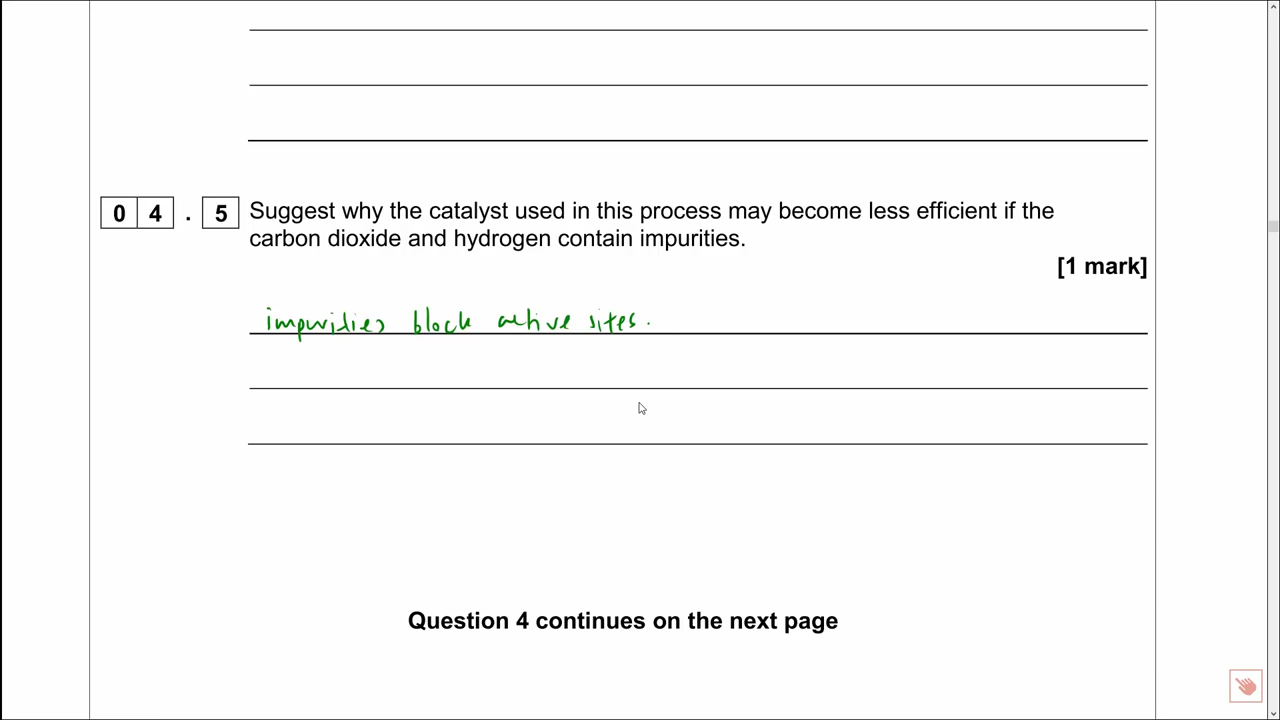 0 4 . 5 Suggest why the catalyst used in this process may become less efficient if the
carbon dioxide and hydrogen contain impurities.
[1 mark]
impurities block active sites.
Question 4 continues on the next page